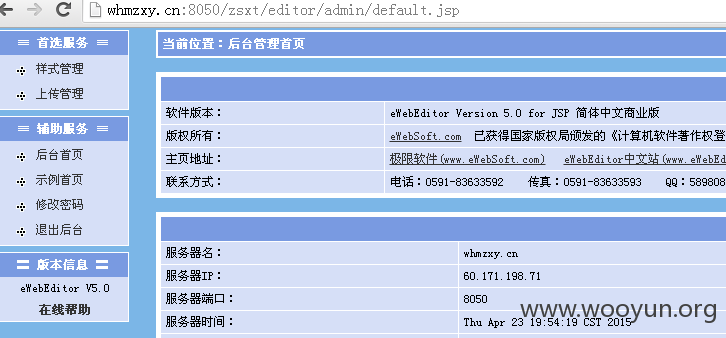 whmzxy.cn:8050/zsxt/editor/admin/default.jsp
首选服务
样式管理
上传管理
辅助服务
后台首页
示例首页
修改密码
退出后台
版本信息
eWebEditor V5.0
在线帮助
当前位置：后台管理首页
软件版本： eWebEditor Version 5.0 for JSP 简体中文商业版
版权所有： eWebSoft.com 已获得国家版权局颁发的《计算机软件著作权登
主页地址： 极限软件(www.eWebSoft.com) eWebEditor中文站(www.eWebEd
联系方式： 电话：0591-83633592 传真：0591-83633593 QQ：589808
服务器名： whmzxy.cn
服务器IP： 60.171.198.71
服务器端口： 8050
服务器时间： Thu Apr 23 19:54:19 CST 2015
www.wooyun.org